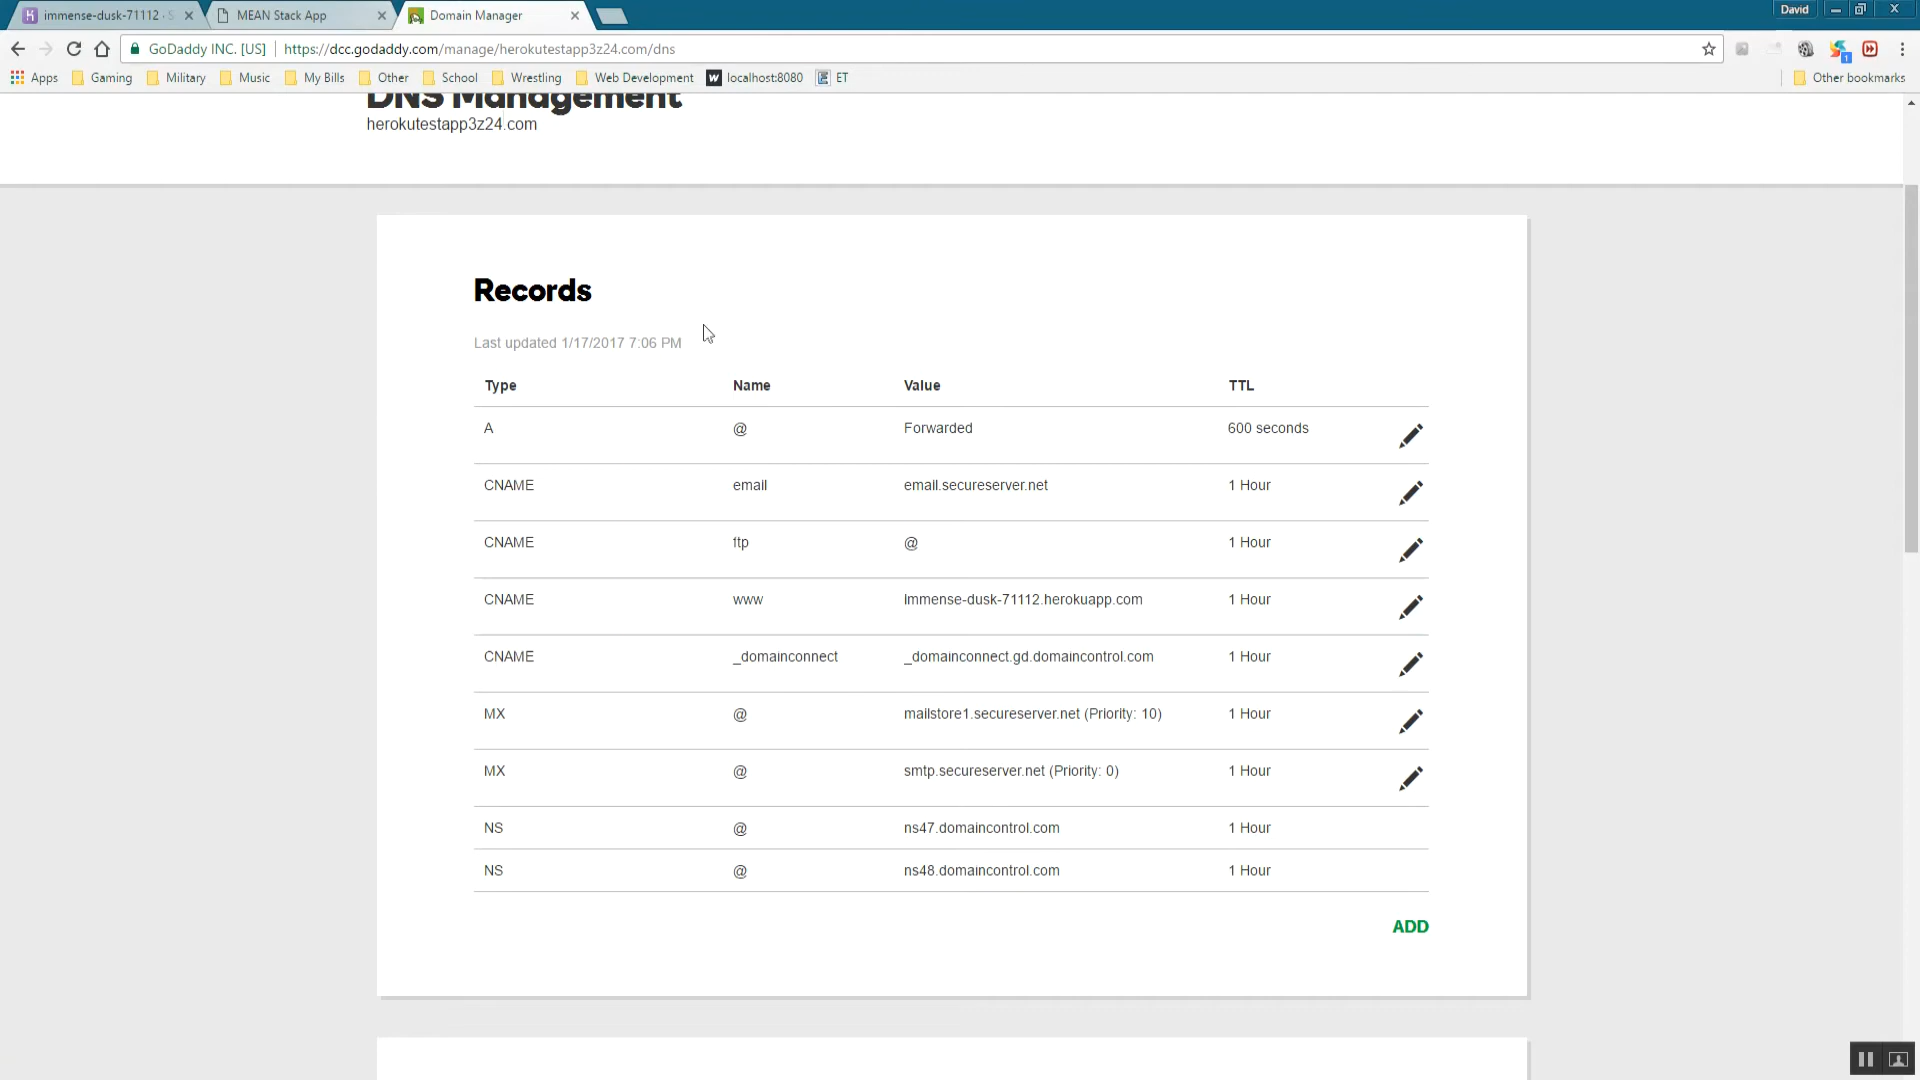 immense-dusk-71112 · S
MEAN Stack App
Domain Manager
David
GoDaddy INC. [US]
https://dcc.godaddy.com/manage/herokutestapp3z24.com/dns
Apps
Gaming
Military
Music
My Bills
Other
School
Wrestling
Web Development
localhost:8080
ET
Other bookmarks
DNS Management
herokutestapp3z24.com
Records
Last updated 1/17/2017 7:06 PM
Type Name Value TTL
A @ Forwarded 600 seconds
CNAME email email.secureserver.net 1 Hour
CNAME ftp @ 1 Hour
CNAME www immense-dusk-71112.herokuapp.com 1 Hour
CNAME _domainconnect _domainconnect.gd.domaincontrol.com 1 Hour
MX @ mailstore1.secureserver.net (Priority: 10) 1 Hour
MX @ smtp.secureserver.net (Priority: 0) 1 Hour
NS @ ns47.domaincontrol.com 1 Hour
NS @ ns48.domaincontrol.com 1 Hour
ADD